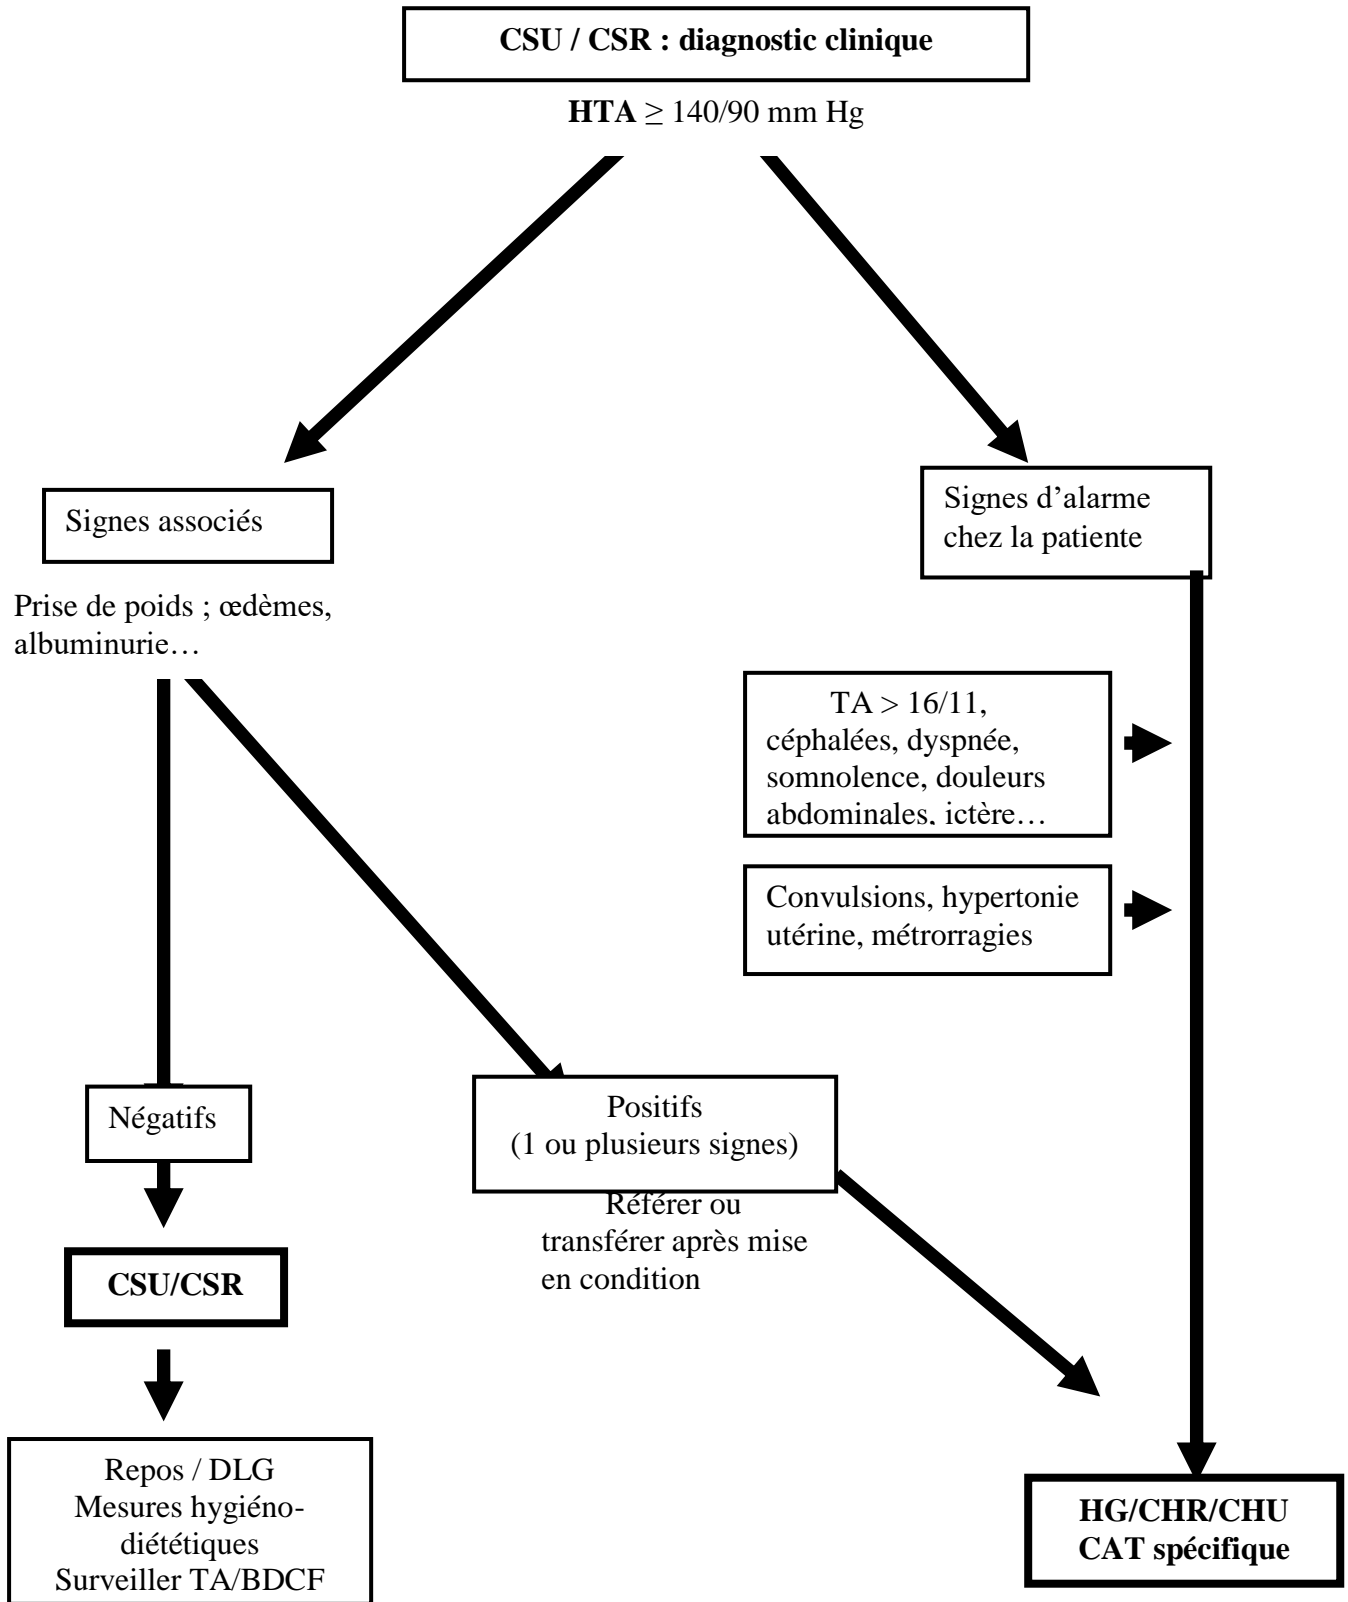 CSU / CSR : diagnostic clinique
HTA ≥ 140/90 mm Hg
Signes associés
Prise de poids ; œdèmes,
albuminurie…
Signes d’alarme
chez la patiente
TA > 16/11,
céphalées, dyspnée,
somnolence, douleurs
abdominales, ictère…
Convulsions, hypertonie
utérine, métrorragies
Négatifs
Positifs
(1 ou plusieurs signes)
Référer ou
transférer après mise
en condition
CSU/CSR
Repos / DLG
Mesures hygiéno-
diététiques
Surveiller TA/BDCF
HG/CHR/CHU
CAT spécifique